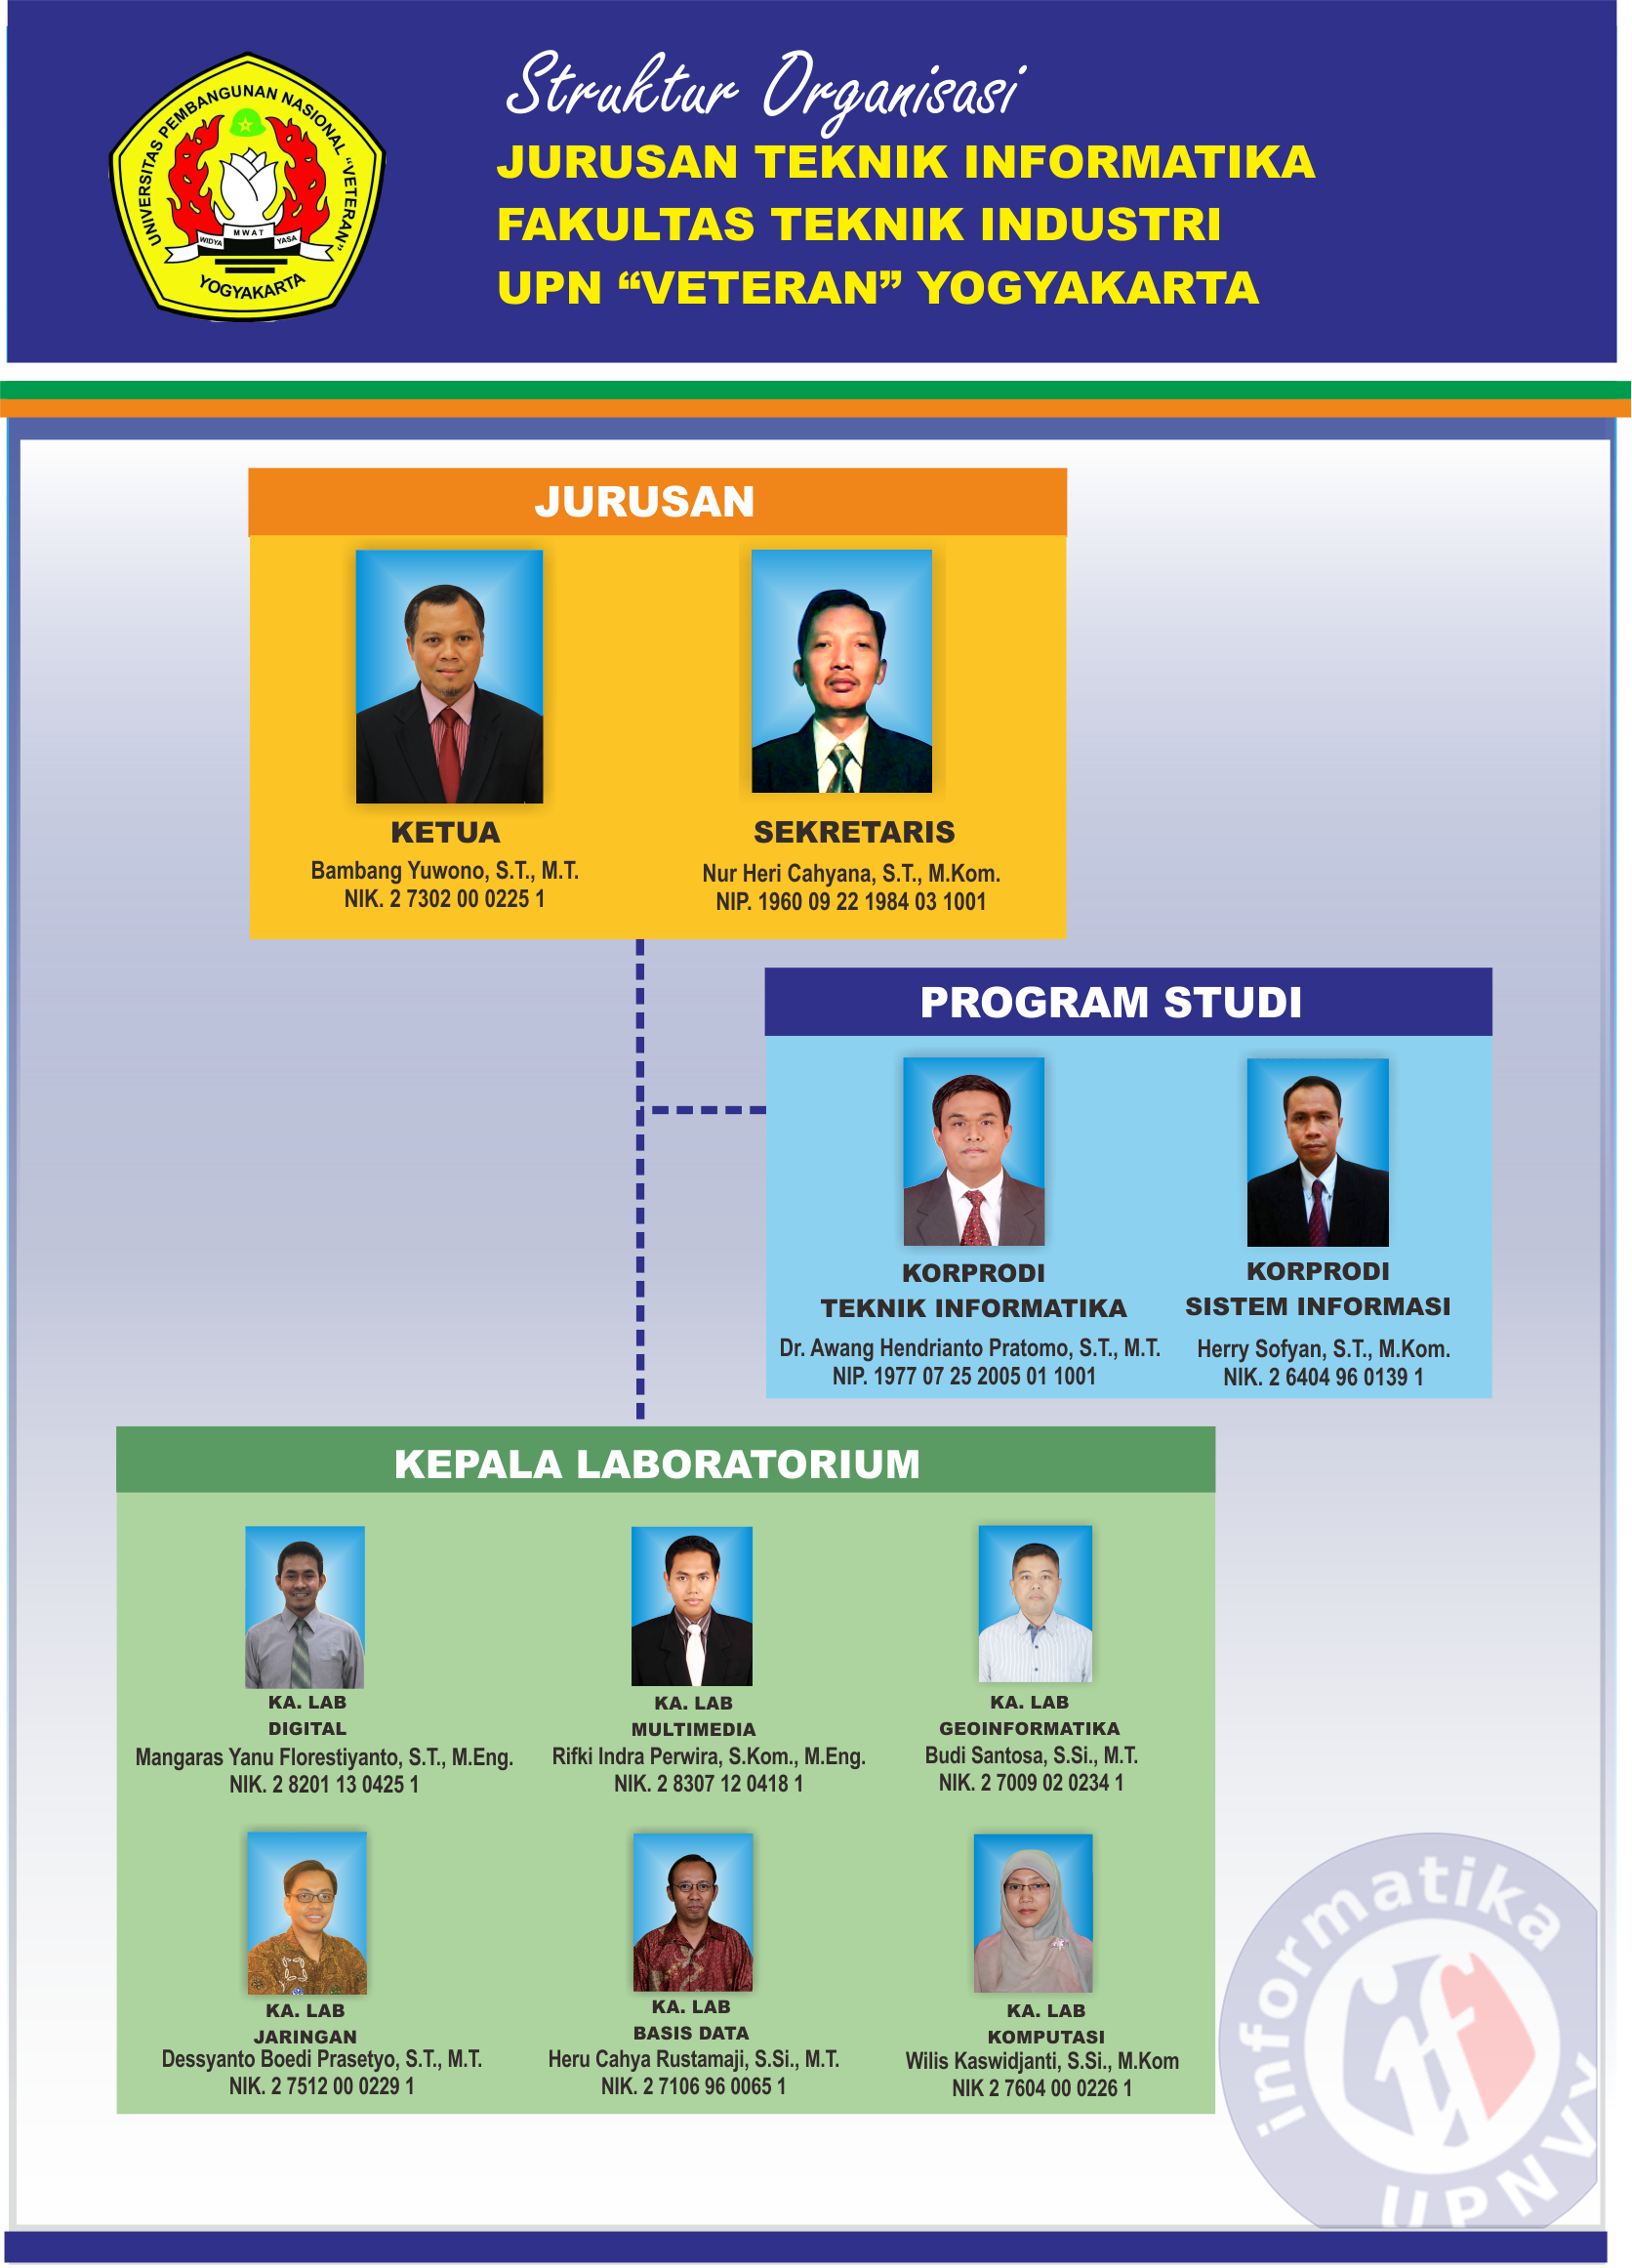 UNIVERSITAS PEMBANGUNAN NASIONAL "VETERAN"
WIDYA MWAT YASA
YOGYAKARTA
Struktur Organisasi
JURUSAN TEKNIK INFORMATIKA
FAKULTAS TEKNIK INDUSTRI
UPN “VETERAN” YOGYAKARTA
JURUSAN
KETUA
Bambang Yuwono, S.T., M.T.
NIK. 2 7302 00 0225 1
SEKRETARIS
Nur Heri Cahyana, S.T., M.Kom.
NIP. 1960 09 22 1984 03 1001
PROGRAM STUDI
KORPRODI
TEKNIK INFORMATIKA
Dr. Awang Hendrianto Pratomo, S.T., M.T.
NIP. 1977 07 25 2005 01 1001
KORPRODI
SISTEM INFORMASI
Herry Sofyan, S.T., M.Kom.
NIK. 2 6404 96 0139 1
KEPALA LABORATORIUM
KA. LAB
DIGITAL
Mangaras Yanu Florestiyanto, S.T., M.Eng.
NIK. 2 8201 13 0425 1
KA. LAB
MULTIMEDIA
Rifki Indra Perwira, S.Kom., M.Eng.
NIK. 2 8307 12 0418 1
KA. LAB
GEOINFORMATIKA
Budi Santosa, S.Si., M.T.
NIK. 2 7009 02 0234 1
KA. LAB
JARINGAN
Dessyanto Boedi Prasetyo, S.T., M.T.
NIK. 2 7512 00 0229 1
KA. LAB
BASIS DATA
Heru Cahya Rustamaji, S.Si., M.T.
NIK. 2 7106 96 0065 1
KA. LAB
KOMPUTASI
Wilis Kaswidjanti, S.Si., M.Kom
NIK 2 7604 00 0226 1
informatika
if
UPNVY